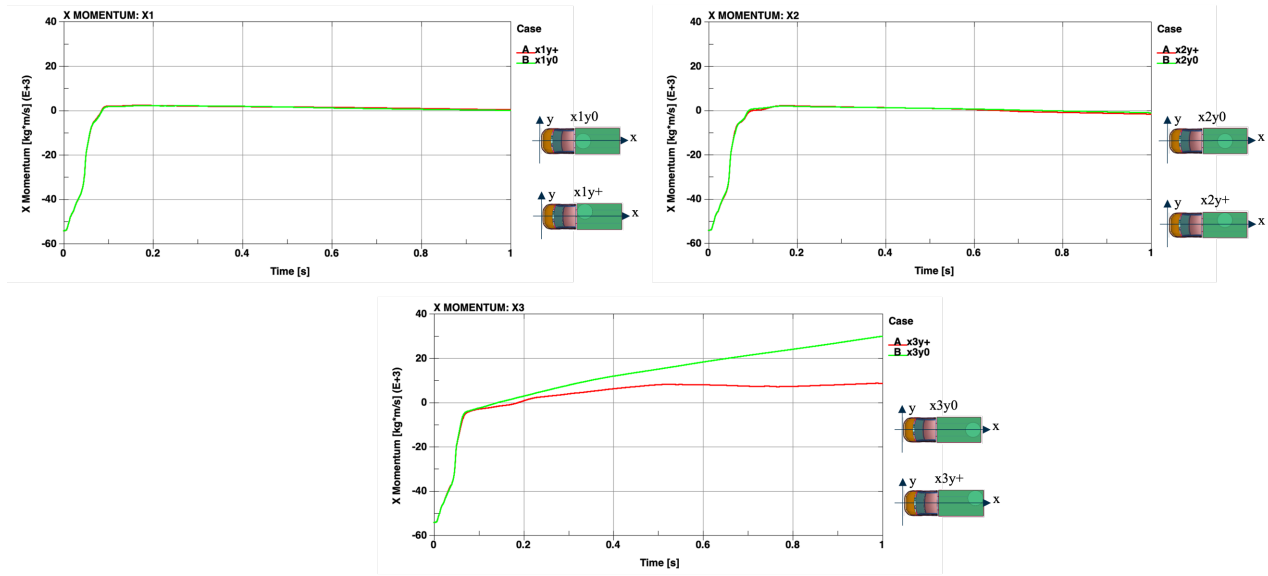 X MOMENTUM: X1
X Momentum [kg*m/s] (E+3)
40
20
0
-20
-40
-60
0
0.2
0.4
0.6
0.8
1
Time [s]
Case
A x1y+
B x1y0
y
x1y0
x
y
x1y+
x
X MOMENTUM: X2
X Momentum [kg*m/s] (E+3)
40
20
0
-20
-40
-60
0
0.2
0.4
0.6
0.8
1
Time [s]
Case
A x2y+
B x2y0
y
x2y0
x
y
x2y+
x
X MOMENTUM: X3
X Momentum [kg*m/s] (E+3)
40
20
0
-20
-40
-60
0
0.2
0.4
0.6
0.8
1
Time [s]
Case
A x3y+
B x3y0
y
x3y0
x
y
x3y+
x